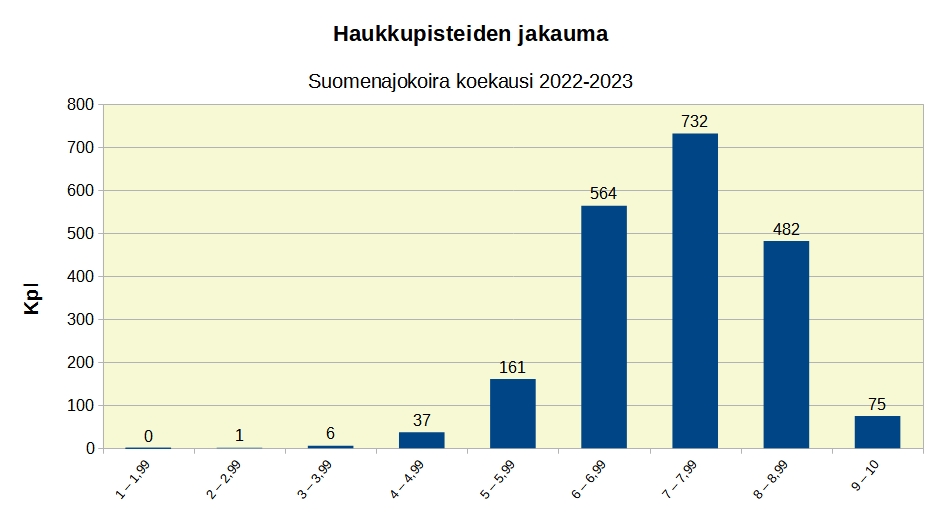 Haukkupisteiden jakauma
Suomenajokoira koekausi 2022-2023
Kpl
800
700
600
500
400
300
200
100
0
0
1
6
37
161
564
732
482
75
1 – 1,99
2 – 2,99
3 – 3,99
4 – 4,99
5 – 5,99
6 – 6,99
7 – 7,99
8 – 8,99
9 – 10